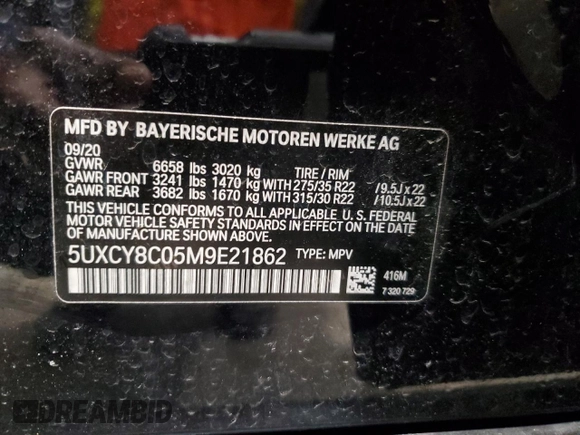 MFD BY BAYERISCHE MOTOREN WERKE AG
09/20
GVWR 6658 lbs 3020 kg TIRE / RIM
GAWR FRONT 3241 lbs 1470 kg WITH 275/35 R22 /9.5J x 22
GAWR REAR 3682 lbs 1670 kg WITH 315/30 R22 /10.5J x 22
THIS VEHICLE CONFORMS TO ALL APPLICABLE U.S. FEDERAL
MOTOR VEHICLE SAFETY STANDARDS IN EFFECT
ON THE DATE OF MANUFACTURE SHOWN ABOVE.
5UXCY8C05M9E21862 TYPE: MPV
416M
7 320 729
DREAMBID